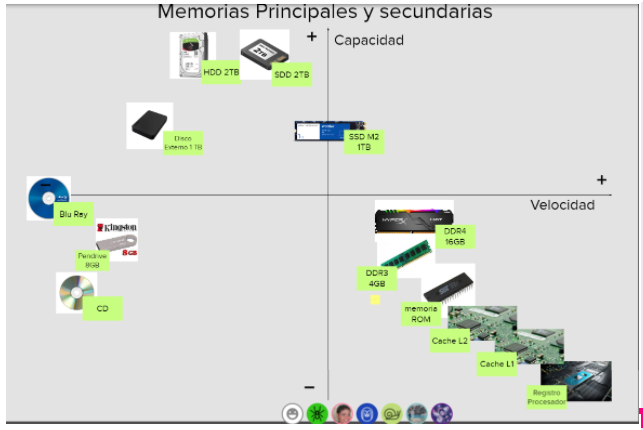 Memorias Principales y secundarias
+
Capacidad
HDD 2TB
2TB
SDD 2TB
Disco
Externo 1 TB
SSD M2
1TB
+
Velocidad
Blu Rey
Kingston
8GB
Pendrive
8GB
CD
DDR4
16GB
DDR3
4GB
memoria
ROM
Cache L2
Cache L1
Registro
Procesador
−